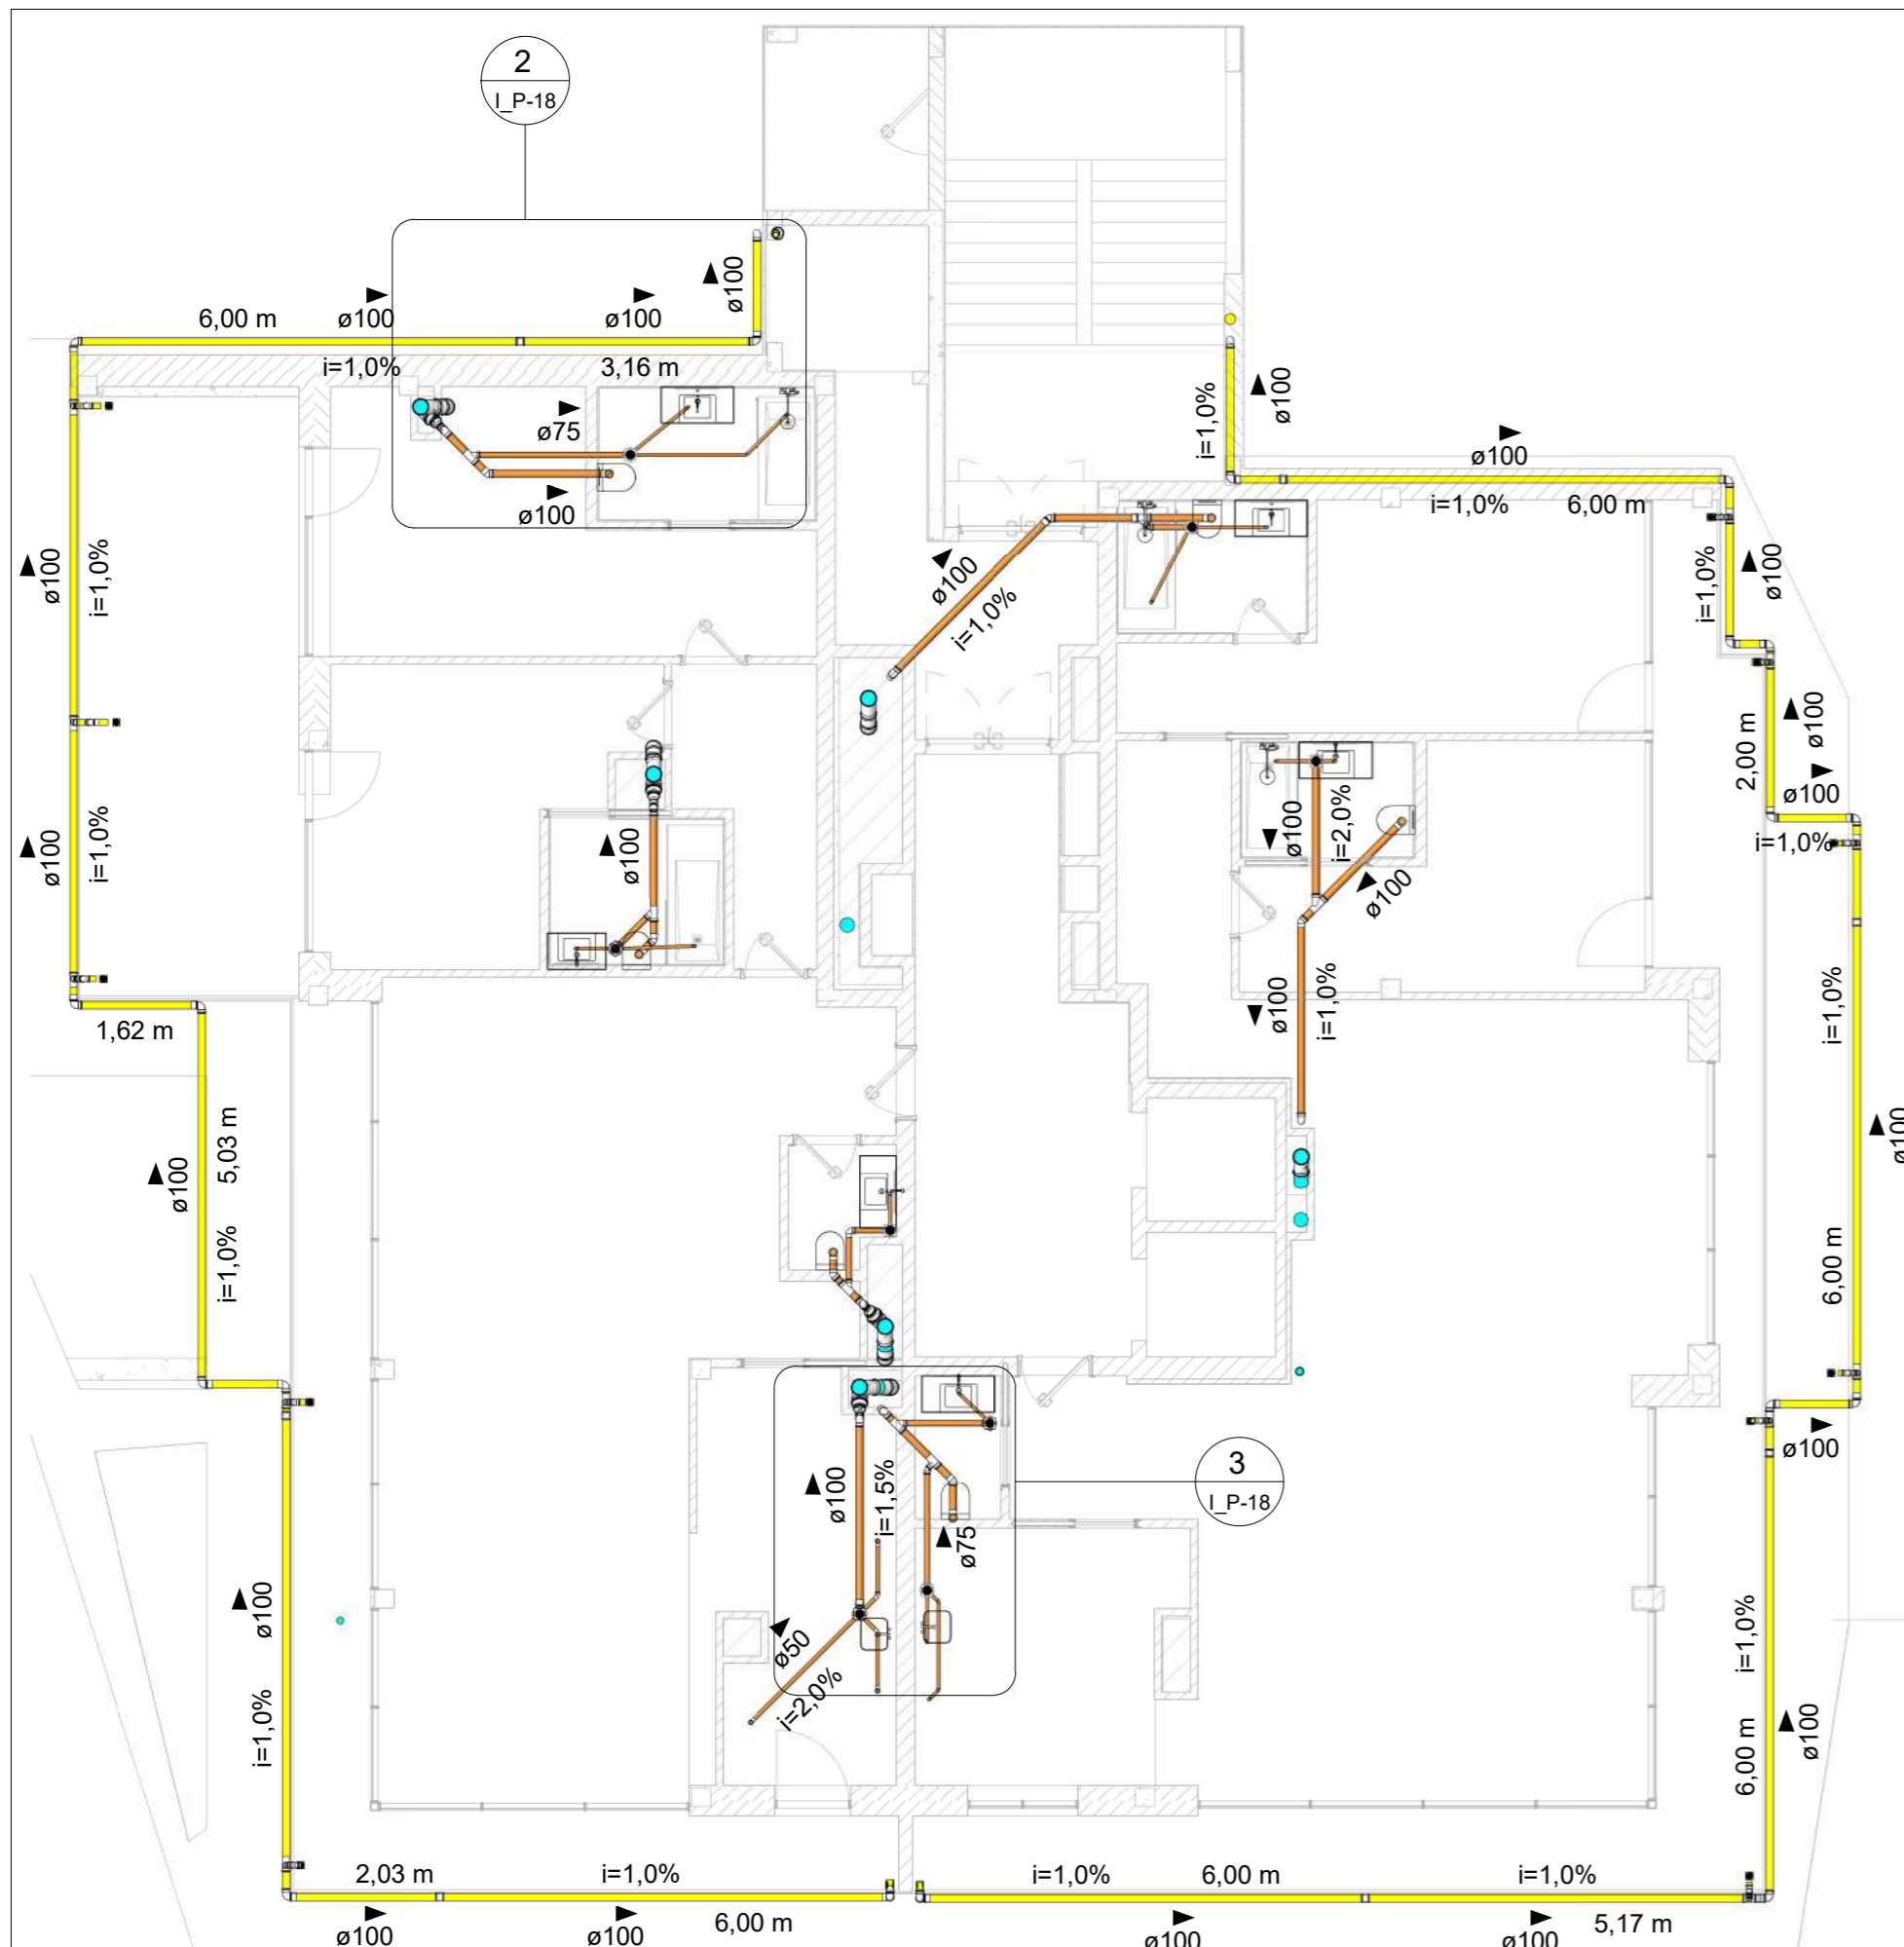 2
I_P-18
ø100
6,00 m
ø100
ø100
i=1,0%
3,16 m
ø75
ø100
i=1,0%
ø100
ø100
i=1,0%
6,00 m
ø100
i=1,0%
ø100
i=1,0%
i=1,0%
ø100
2,00 m
ø100
ø100
i=1,0%
ø100
i=1,0%
ø100
ø100
i=2,0%
ø100
ø100
i=1,0%
i=1,0%
1,62 m
ø100
5,03 m
i=1,0%
ø100
6,00 m
ø100
3
I_P-18
ø100
i=1,5%
ø75
ø50
i=2,0%
ø100
i=1,0%
i=1,0%
6,00 m
ø100
2,03 m
i=1,0%
i=1,0%
6,00 m
i=1,0%
ø100
ø100
6,00 m
ø100
ø100
5,17 m